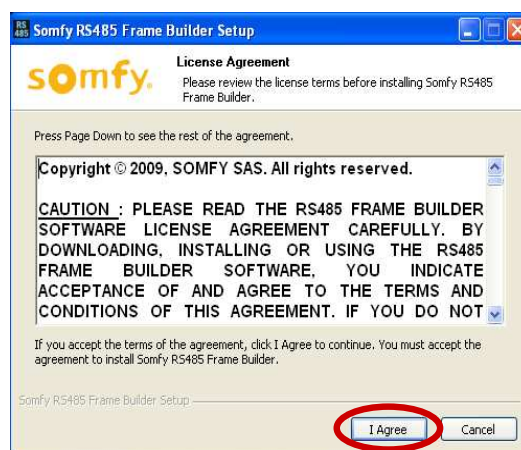 RS
485
Somfy RS485 Frame Builder Setup
somfy.
License Agreement
Please review the license terms before installing Somfy RS485
Frame Builder.
Press Page Down to see the rest of the agreement.
Copyright © 2009, SOMFY SAS. All rights reserved.
CAUTION : PLEASE READ THE RS485 FRAME BUILDER
SOFTWARE LICENSE AGREEMENT CAREFULLY. BY
DOWNLOADING, INSTALLING OR USING THE RS485
FRAME BUILDER SOFTWARE, YOU INDICATE
ACCEPTANCE OF AND AGREE TO THE TERMS AND
CONDITIONS OF THIS AGREEMENT. IF YOU DO NOT
If you accept the terms of the agreement, click I Agree to continue. You must accept the
agreement to install Somfy RS485 Frame Builder.
Somfy RS485 Frame Builder Setup
I Agree
Cancel